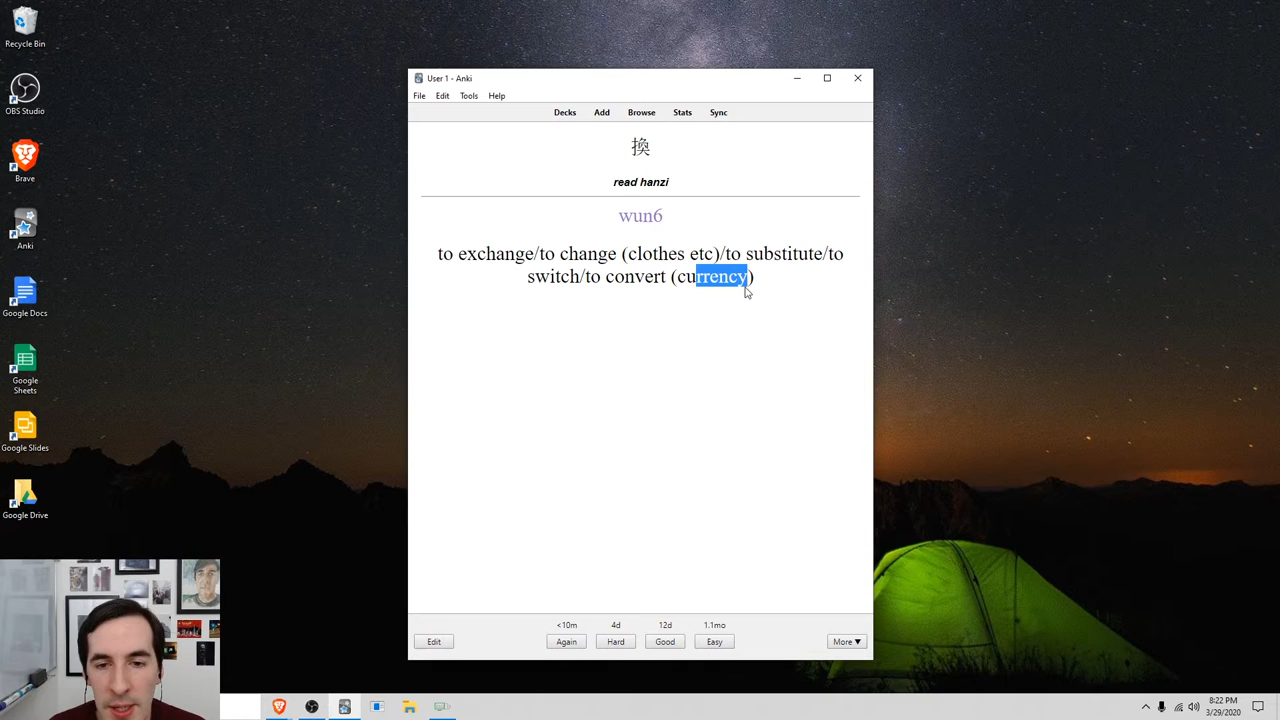 Recycle Bin
OBS Studio
Brave
Anki
Google Docs
Google
Sheets
Google Slides
Google Drive
User 1 - Anki
File Edit Tools Help
Decks Add Browse Stats Sync
換
read hanzi
wun6
to exchange/to change (clothes etc)/to substitute/to
switch/to convert (currency)
<10m 4d 12d 1.1mo
Edit Again Hard Good Easy More ▼
8:22 PM
3/29/2020